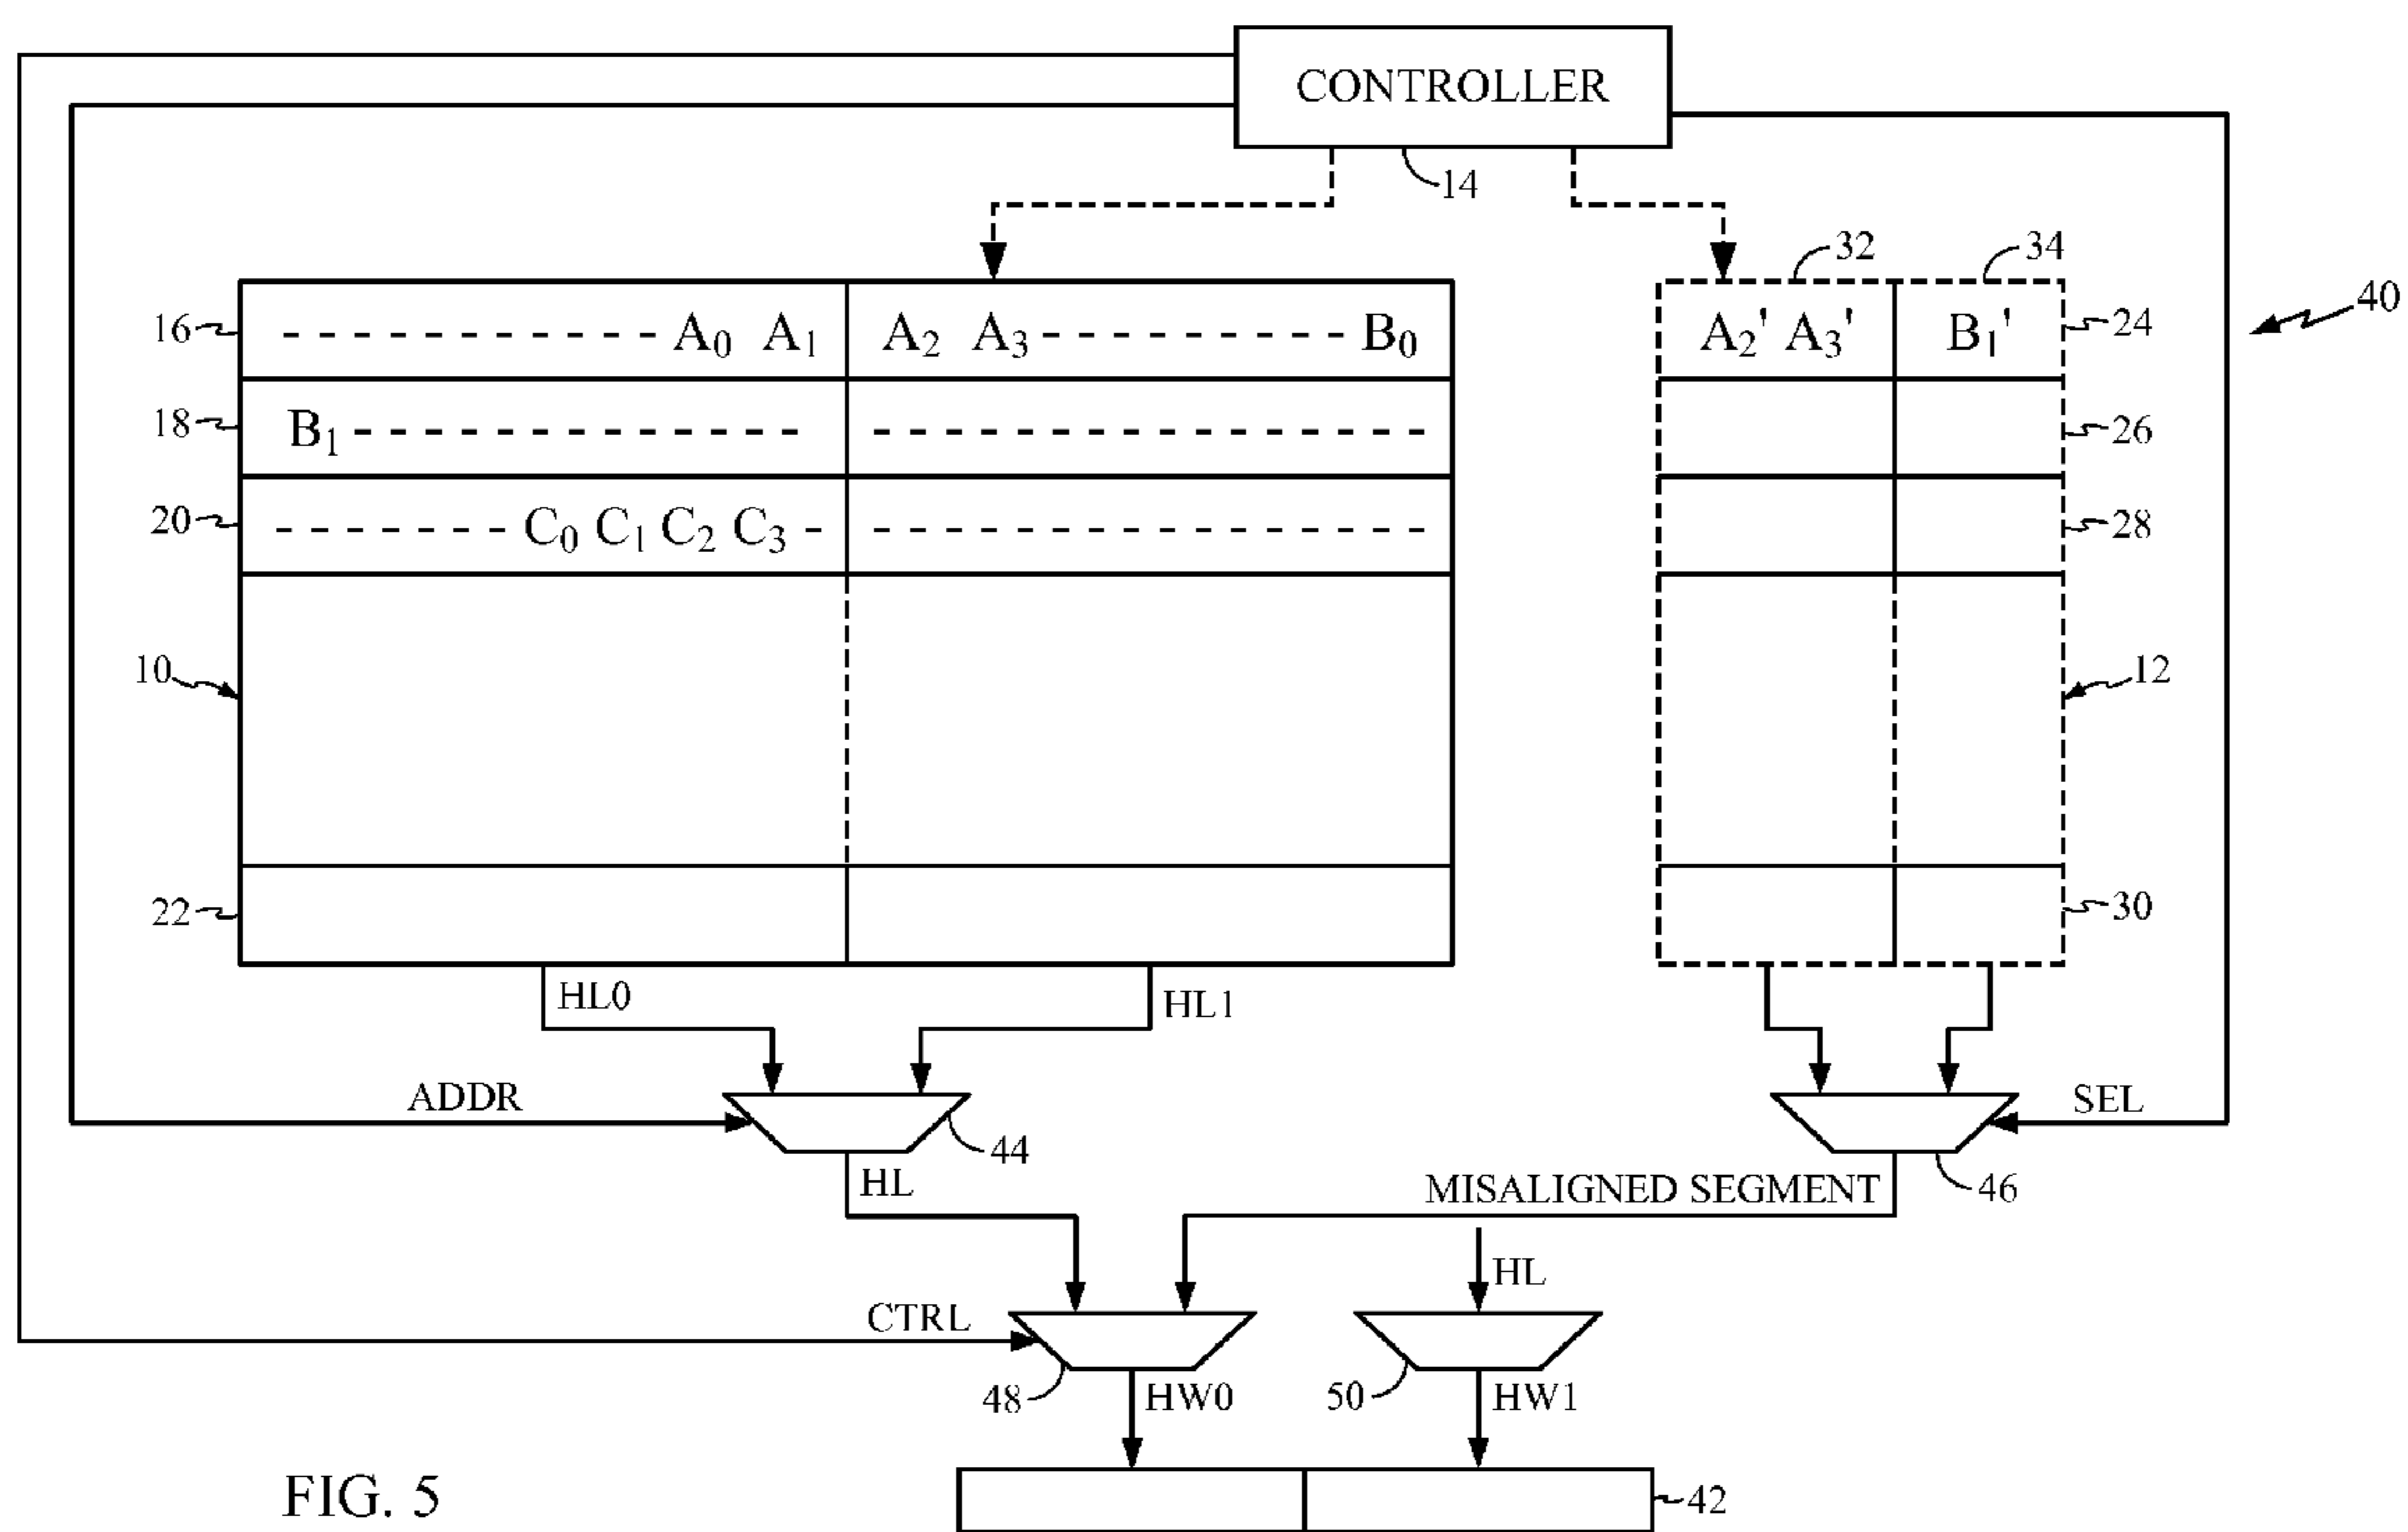 CONTROLLER
14
32
34
40
16
- - - - - - - - - - - A₀ A₁
A₂ A₃ - - - - - - - - - B₀
A₂' A₃'
B₁'
24
18
B₁ - - - - - - - - - - - - -
- - - - - - - - - - - - - - - -
26
20
- - - - - - - C₀ C₁ C₂ C₃ -
- - - - - - - - - - - - - - - -
28
10
12
22
30
HL0
HL1
ADDR
44
SEL
46
HL
MISALIGNED SEGMENT
HL
CTRL
48
HW0
50
HW1
42
FIG. 5